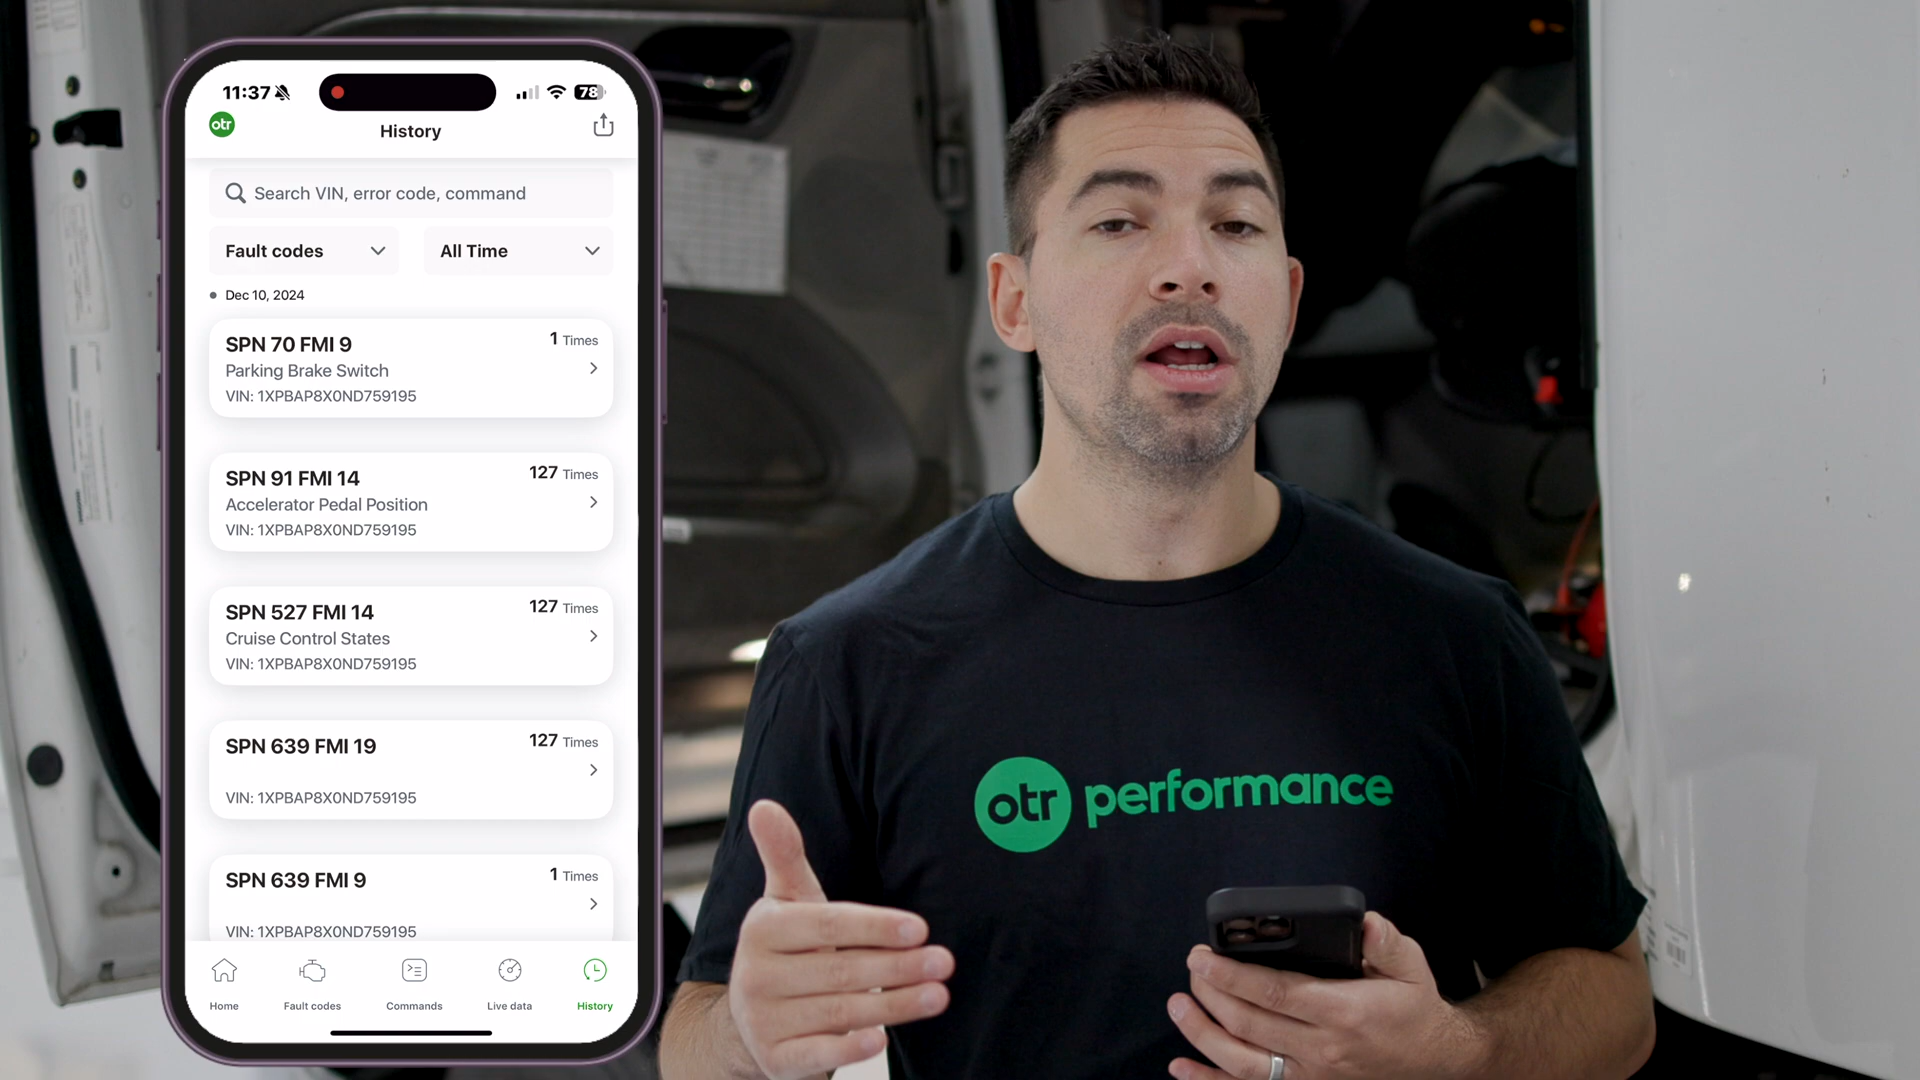 11:37
78
otr
History
Search VIN, error code, command
Fault codes
All Time
Dec 10, 2024
SPN 70 FMI 9
1 Times
Parking Brake Switch
VIN: 1XPBAP8X0ND759195
SPN 91 FMI 14
127 Times
Accelerator Pedal Position
VIN: 1XPBAP8X0ND759195
SPN 527 FMI 14
127 Times
Cruise Control States
VIN: 1XPBAP8X0ND759195
SPN 639 FMI 19
127 Times
VIN: 1XPBAP8X0ND759195
SPN 639 FMI 9
1 Times
VIN: 1XPBAP8X0ND759195
Home
Fault codes
Commands
Live data
History
otr performance